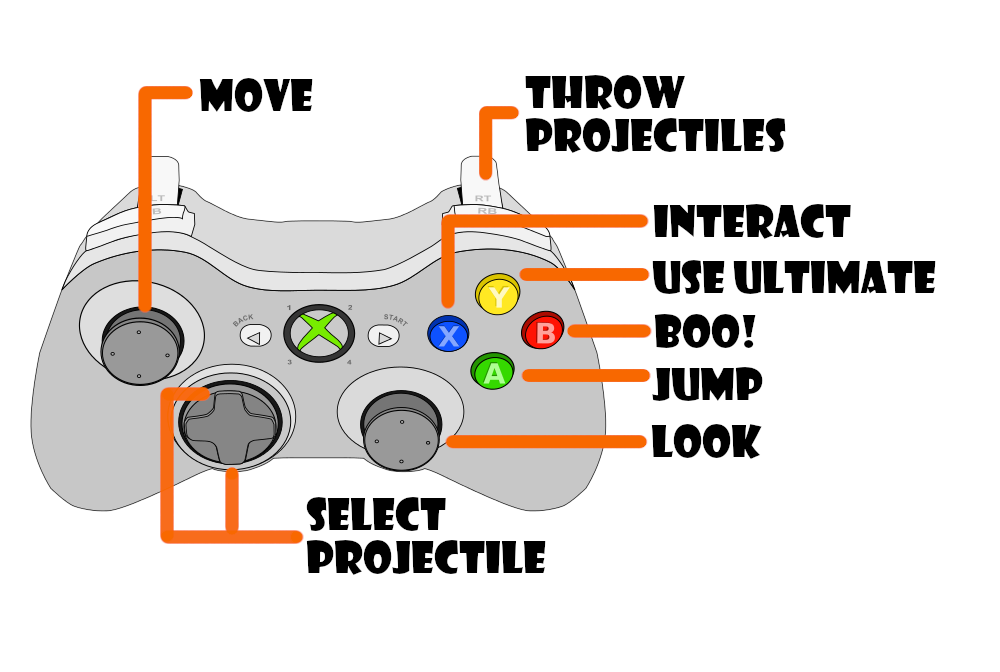 MOVE
THROW
PROJECTILES
LT
B
RT
RB
INTERACT
USE ULTIMATE
Y
BOO!
B
X
JUMP
A
BACK
START
1
2
3
4
LOOK
SELECT
PROJECTILE